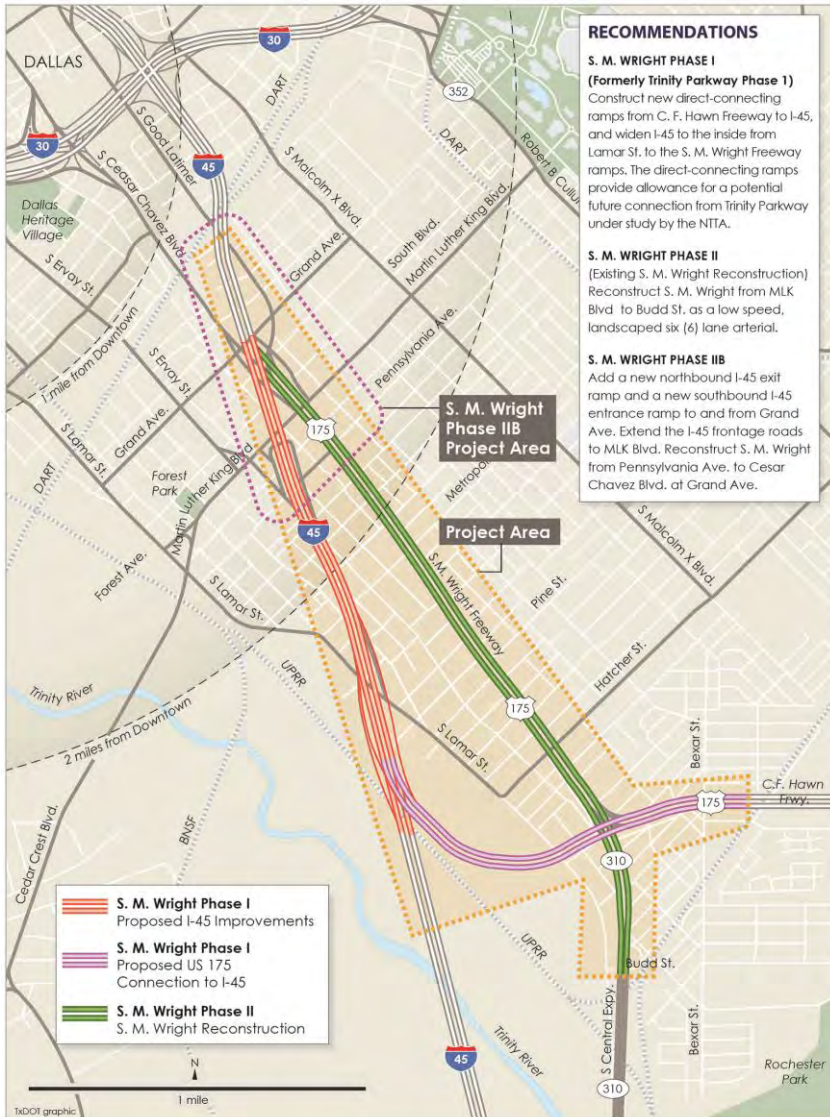 RECOMMENDATIONS
S. M. WRIGHT PHASE I
(Formerly Trinity Parkway Phase 1)
Construct new direct-connecting
ramps from C. F. Hawn Freeway to I-45,
and widen I-45 to the inside from
Lamar St. to the S. M. Wright Freeway
ramps. The direct-connecting ramps
provide allowance for a potential
future connection from Trinity Parkway
under study by the NTTA.
S. M. WRIGHT PHASE II
(Existing S. M. Wright Reconstruction)
Reconstruct S. M. Wright from MLK
Blvd to Budd St. as a low speed,
landscaped six (6) lane arterial.
S. M. WRIGHT PHASE IIB
Add a new northbound I-45 exit
ramp and a new southbound I-45
entrance ramp to and from Grand
Ave. Extend the I-45 frontage roads
to MLK Blvd. Reconstruct S. M. Wright
from Pennsylvania Ave. to Cesar
Chavez Blvd. at Grand Ave.
DALLAS
30
30
45
352
DART
DART
S Good Latimer
S Ceasar Chavez Blvd.
S Malcolm X Blvd.
Robert B Cullum
Dallas
Heritage
Village
South Blvd.
Martin Luther King Blvd.
Grand Ave.
S Ervay St.
1 mile from Downtown
Pennsylvania Ave.
S Ervay St.
S. M. Wright
Phase IIB
Project Area
175
Grand Ave.
S Lamar St.
DART
Forest
Park
Martin Luther King Blvd
Metropol
45
Project Area
S Malcolm X Blvd.
Forest Ave.
S Lamar St.
S.M. Wright Freeway
Pine St.
Hatcher St.
UPRR
Trinity River
175
2 miles from Downtown
S Lamar St.
Bexar St.
C.F. Hawn
Frwy.
175
BNSF
Cedar Crest Blvd.
310
UPRR
Budd St.
S Central Expy.
Bexar St.
Trinity River
45
310
Rochester
Park
S. M. Wright Phase I
Proposed I-45 Improvements
S. M. Wright Phase I
Proposed US 175
Connection to I-45
S. M. Wright Phase II
S. M. Wright Reconstruction
N
1 mile
TxDOT graphic